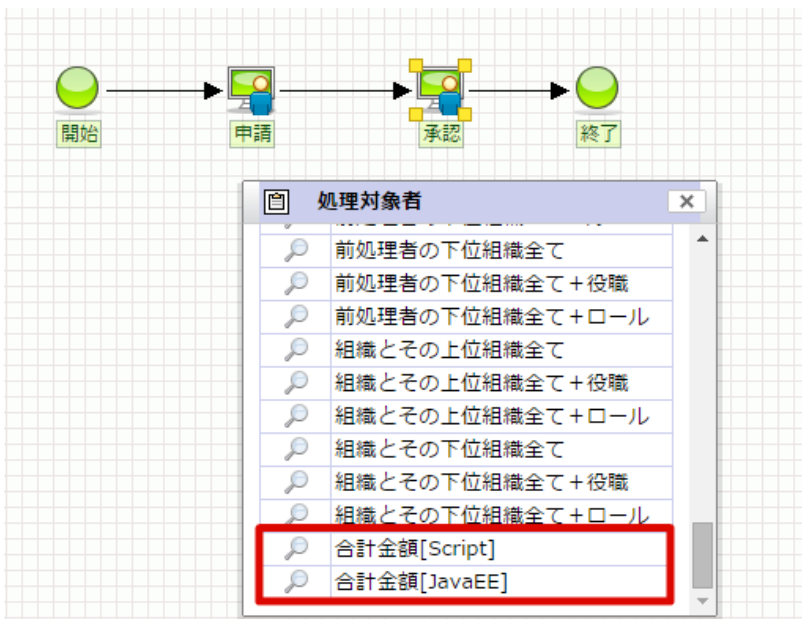 開始
申請
承認
終了
処理対象者
前処理者の下位組織全て
前処理者の下位組織全て+役職
前処理者の下位組織全て+ロール
組織とその上位組織全て
組織とその上位組織全て+役職
組織とその上位組織全て+ロール
組織とその下位組織全て
組織とその下位組織全て+役職
組織とその下位組織全て+ロール
合計金額[Script]
合計金額[JavaEE]